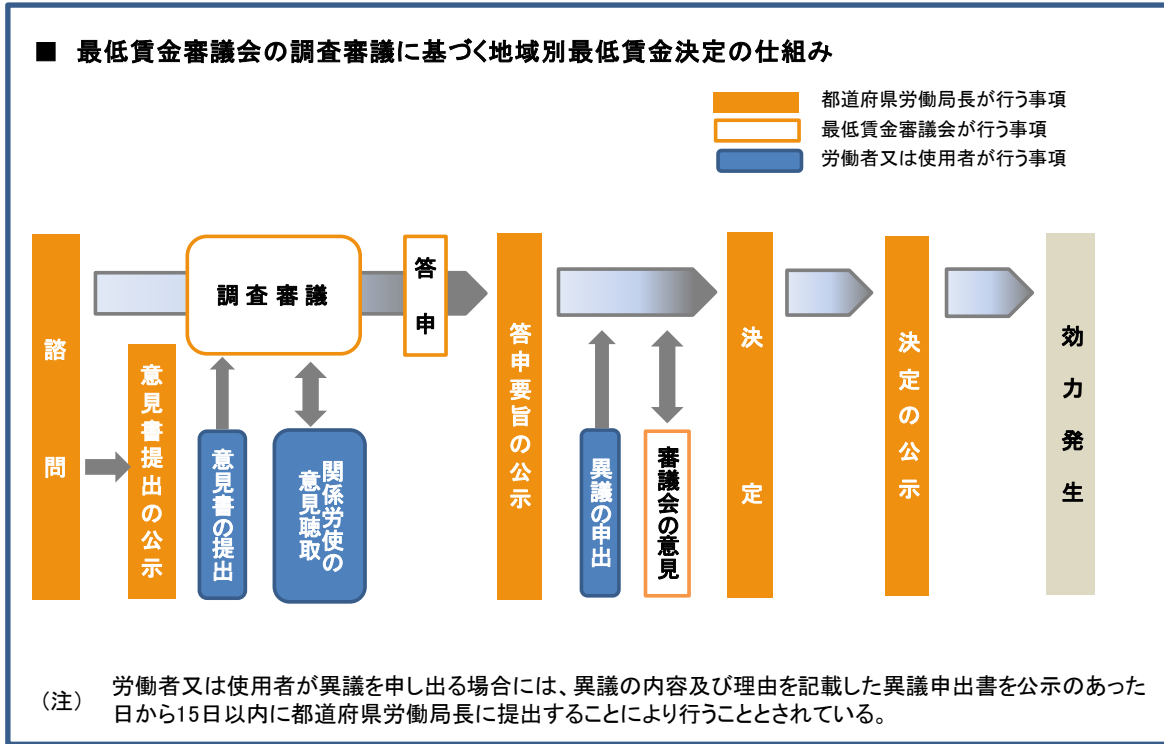 ■ 最低賃金審議会の調査審議に基づく地域別最低賃金決定の仕組み
都道府県労働局長が行う事項
最低賃金審議会が行う事項
労働者又は使用者が行う事項
諮問
意見書提出の公示
調査審議
意見書の提出
関係労使の
意見聴取
答申
答申要旨の公示
異議の申出
審議会の意見
決定
決定の公示
効力発生
(注) 労働者又は使用者が異議を申し出る場合には、異議の内容及び理由を記載した異議申出書を公示のあった
日から15日以内に都道府県労働局長に提出することにより行うこととされている。